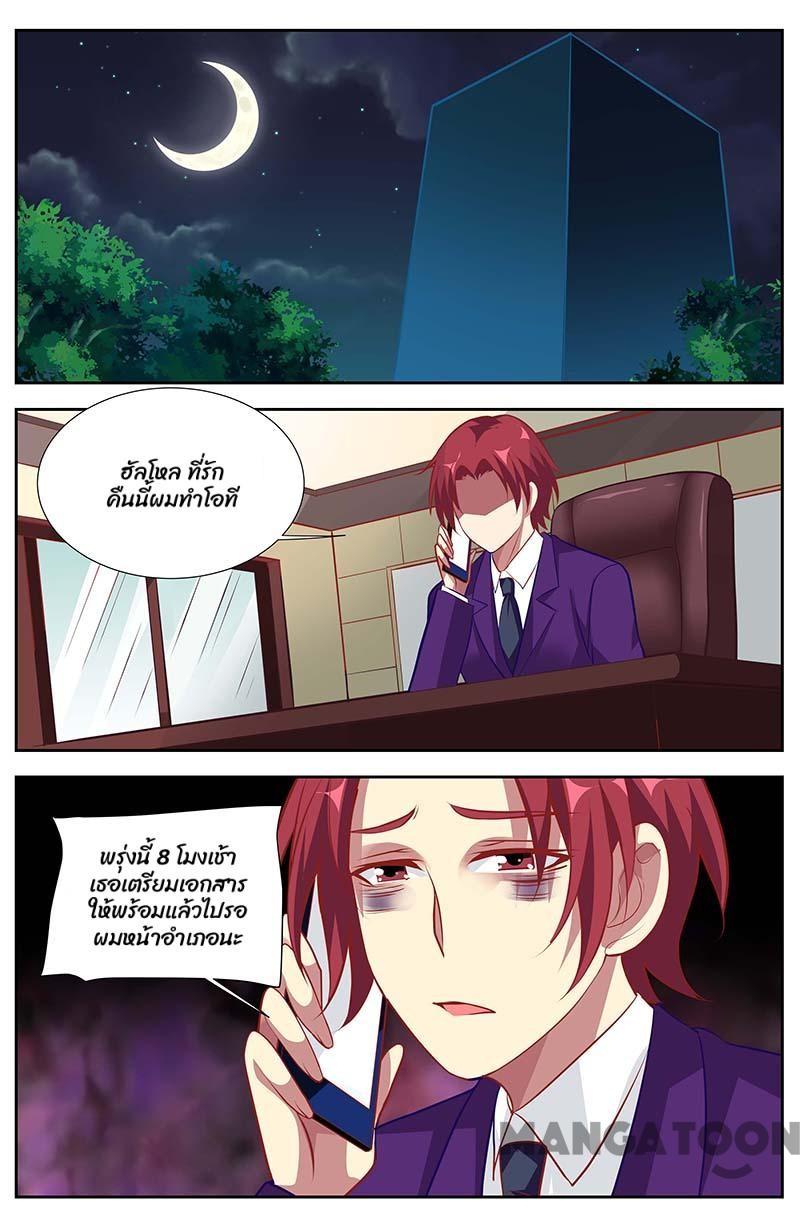 ฮัลโหล ที่รัก
คืนนี้ผมทำโอที
พรุ่งนี้ 8 โมงเช้า
เธอเตรียมเอกสาร
ให้พร้อมแล้วไปรอ
ผมหน้าอำเภอนะ
MANGATOON